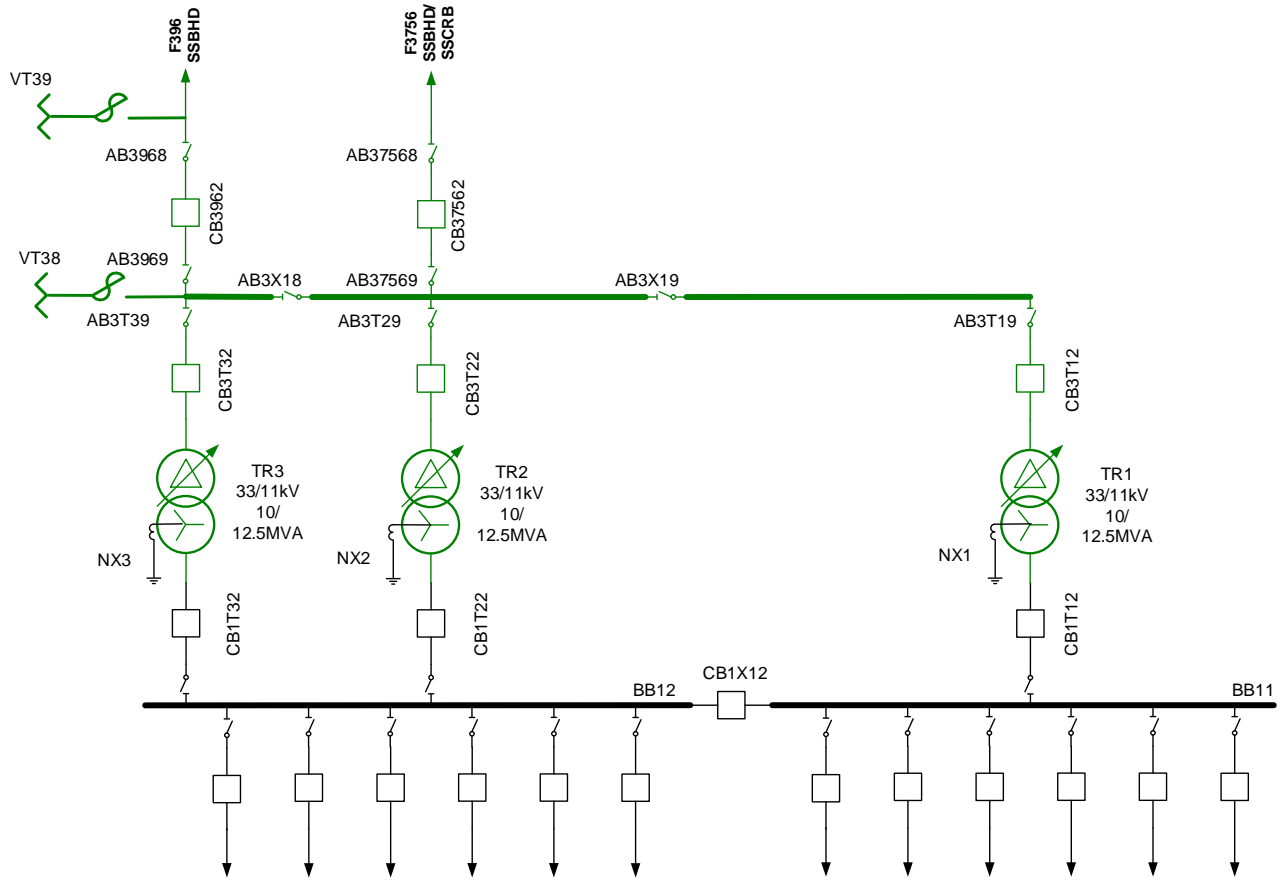 F396
SSBHD
F3756
SSBHD/
SSCRB
VT39
AB3968
AB37568
CB3962
CB37562
VT38
AB3969
AB3X18
AB37569
AB3X19
AB3T39
AB3T29
AB3T19
CB3T32
CB3T22
CB3T12
TR3
33/11kV
10/
12.5MVA
TR2
33/11kV
10/
12.5MVA
TR1
33/11kV
10/
12.5MVA
NX3
NX2
NX1
CB1T32
CB1T22
CB1T12
CB1X12
BB12
BB11